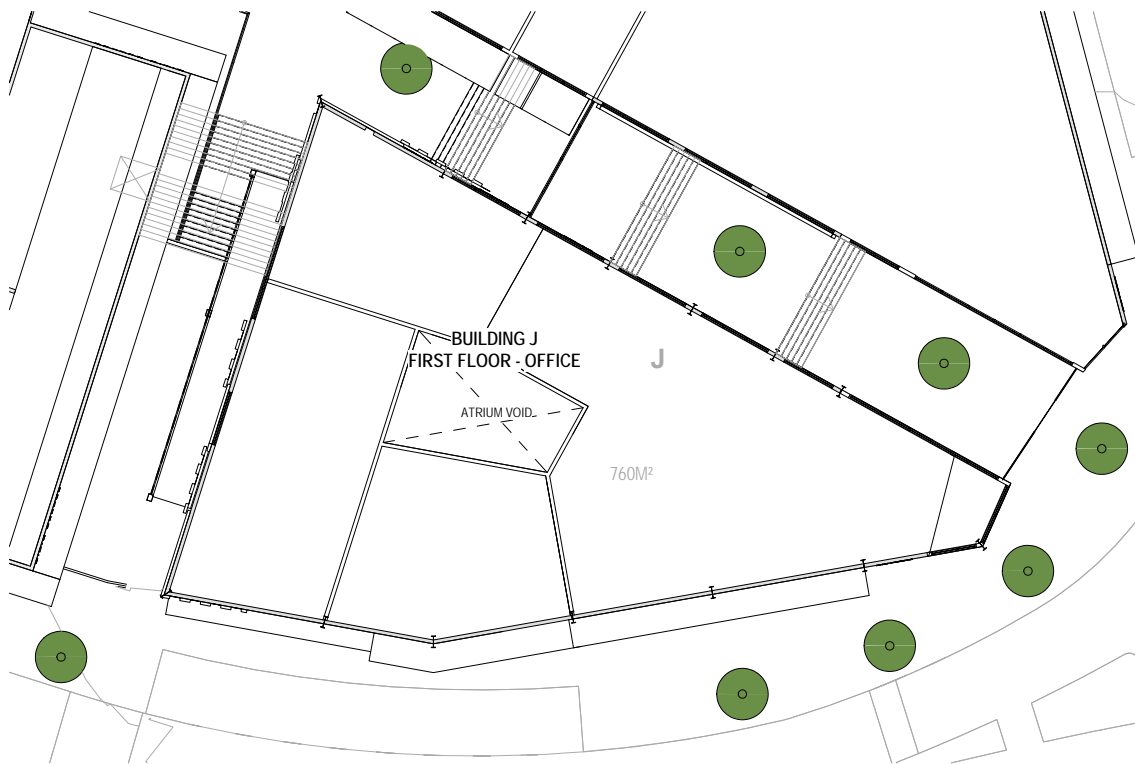 BUILDING J
FIRST FLOOR - OFFICE
J
ATRIUM VOID
760M²